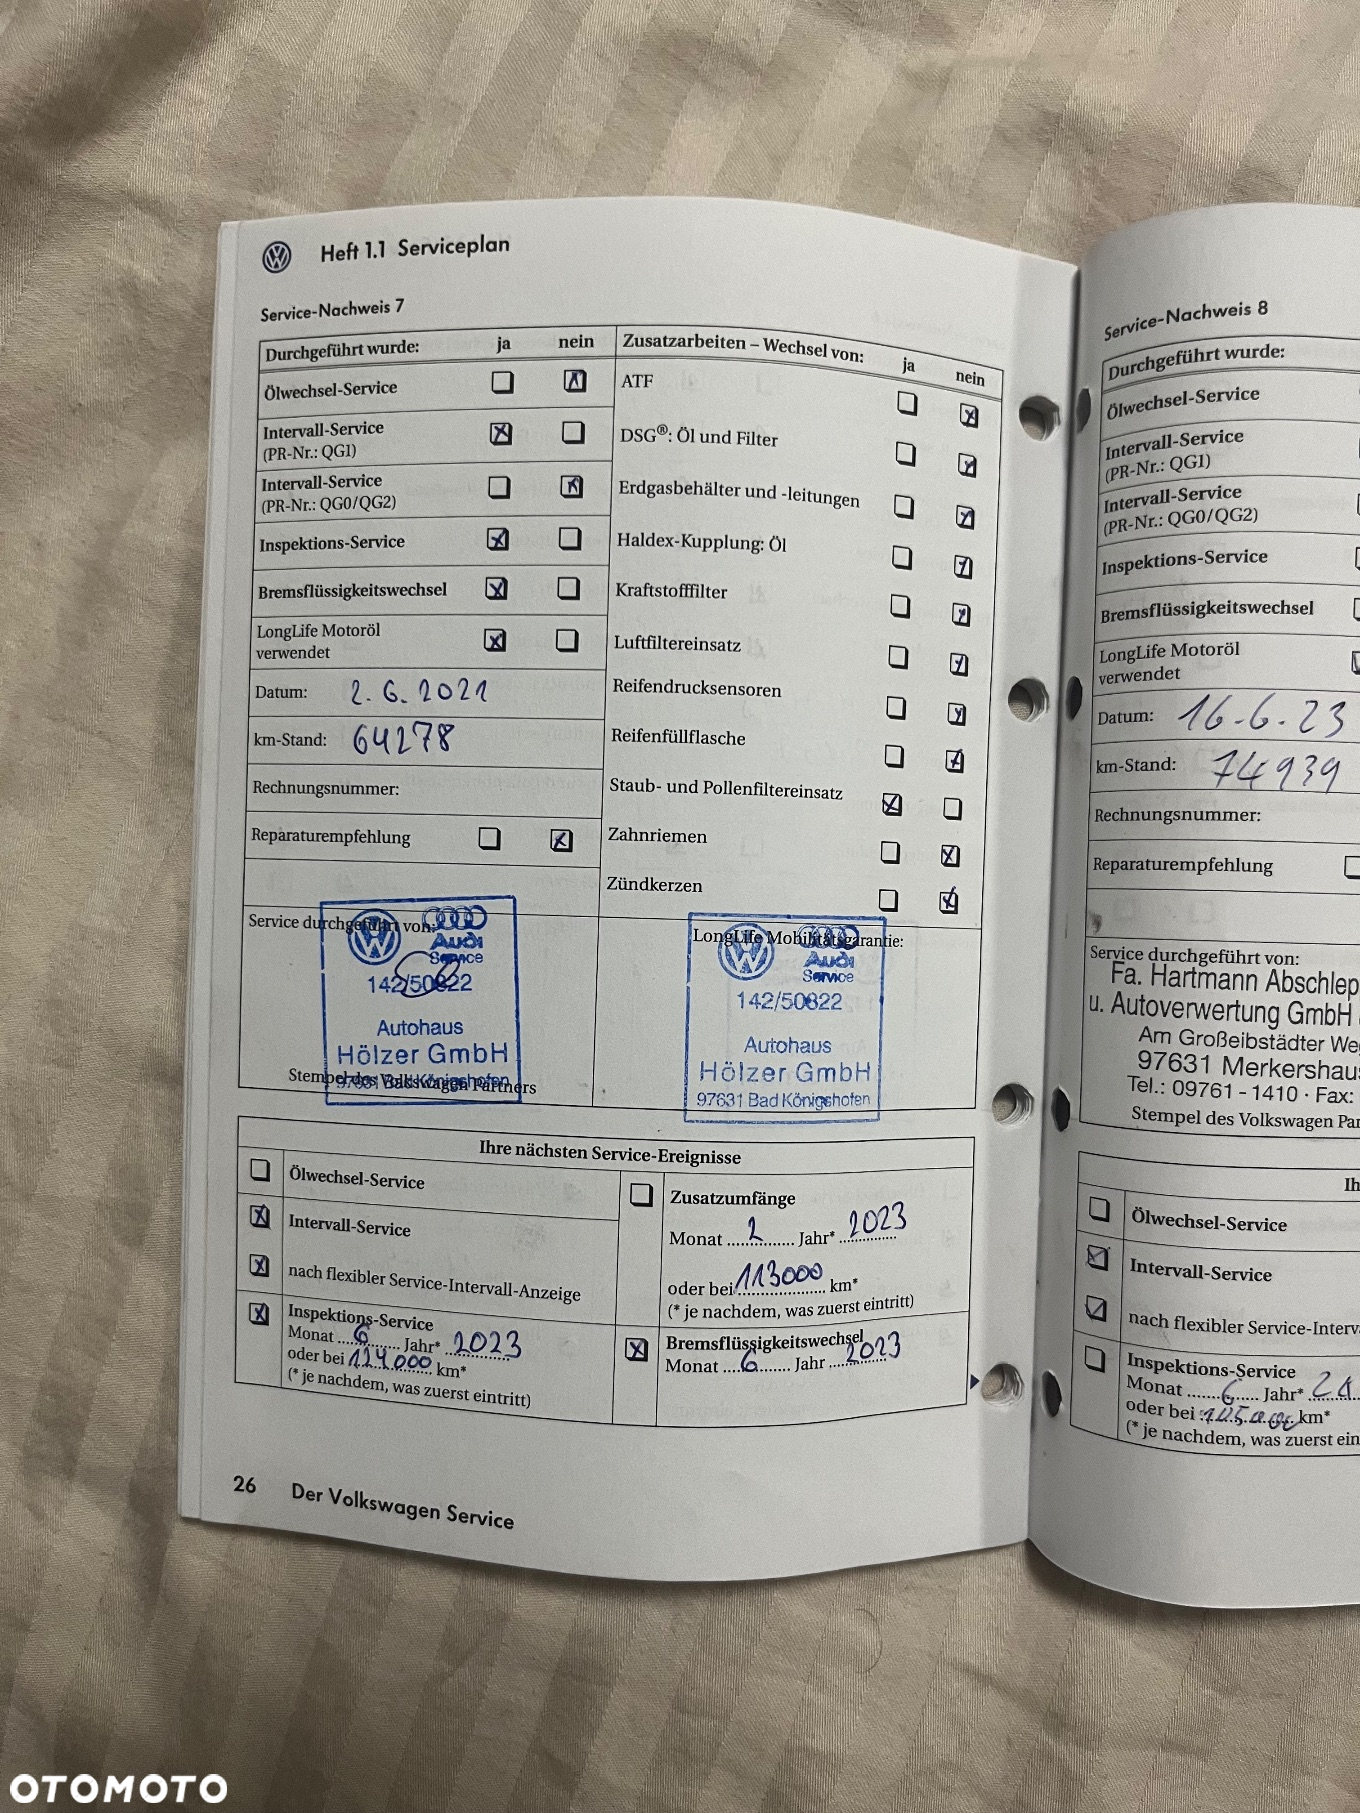 Heft 1.1 Serviceplan
Service-Nachweis 7
Durchgeführt wurde: ja nein
Ölwechsel-Service
Intervall-Service
(PR-Nr.: QG1)
Intervall-Service
(PR-Nr.: QG0/QG2)
Inspektions-Service
Bremsflüssigkeitswechsel
LongLife Motoröl
verwendet
Datum: 2.6.2021
km-Stand: 64278
Rechnungsnummer:
Reparaturempfehlung
Zusatzarbeiten – Wechsel von: ja nein
ATF
DSG®: Öl und Filter
Erdgasbehälter und -leitungen
Haldex-Kupplung: Öl
Kraftstofffilter
Luftfiltereinsatz
Reifendrucksensoren
Reifenfüllflasche
Staub- und Pollenfiltereinsatz
Zahnriemen
Zündkerzen
Service durchgeführt von:
Audi
Service
142/50822
Autohaus
Hölzer GmbH
97631 Bad Königshofen
Stempel des Volkswagen Partners
LongLife Mobilitätsgarantie:
Audi
Service
142/50822
Autohaus
Hölzer GmbH
97631 Bad Königshofen
Ihre nächsten Service-Ereignisse
Ölwechsel-Service
Intervall-Service
nach flexibler Service-Intervall-Anzeige
Inspektions-Service
Monat 6 Jahr* 2023
oder bei 124000 km*
(* je nachdem, was zuerst eintritt)
Zusatzumfänge
Monat 2 Jahr* 2023
oder bei 113000 km*
(* je nachdem, was zuerst eintritt)
Bremsflüssigkeitswechsel
Monat 6 Jahr 2023
26 Der Volkswagen Service
Service-Nachweis 8
Durchgeführt wurde:
Ölwechsel-Service
Intervall-Service
(PR-Nr.: QG1)
Intervall-Service
(PR-Nr.: QG0/QG2)
Inspektions-Service
Bremsflüssigkeitswechsel
LongLife Motoröl
verwendet
Datum: 16.6.23
km-Stand: 74939
Rechnungsnummer:
Reparaturempfehlung
Service durchgeführt von:
Fa. Hartmann Abschlep
u. Autoverwertung GmbH
Am Großeibstädter We
97631 Merkershaus
Tel.: 09761 - 1410 · Fax:
Stempel des Volkswagen Par
Ih
Ölwechsel-Service
Intervall-Service
nach flexibler Service-Interv
Inspektions-Service
Monat 6 Jahr*
oder bei km*
(* je nachdem, was zuerst ein
OTOMOTO